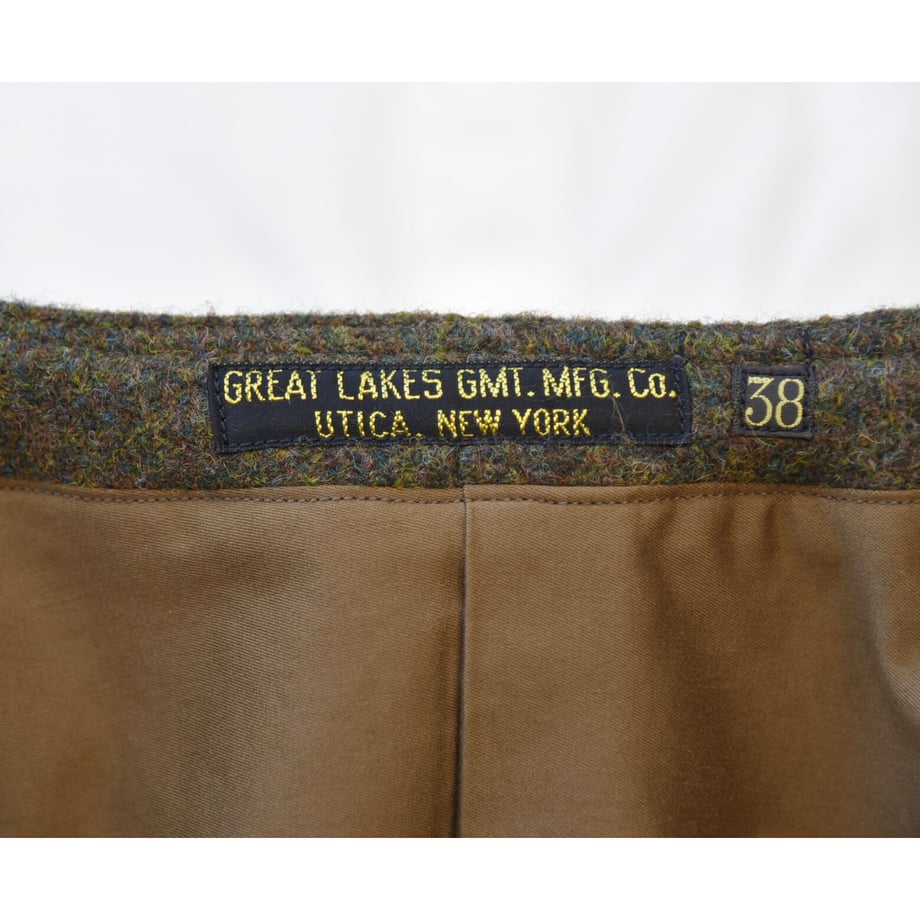 GREAT LAKES GMT. MFG. Co.
UTICA, NEW YORK
38